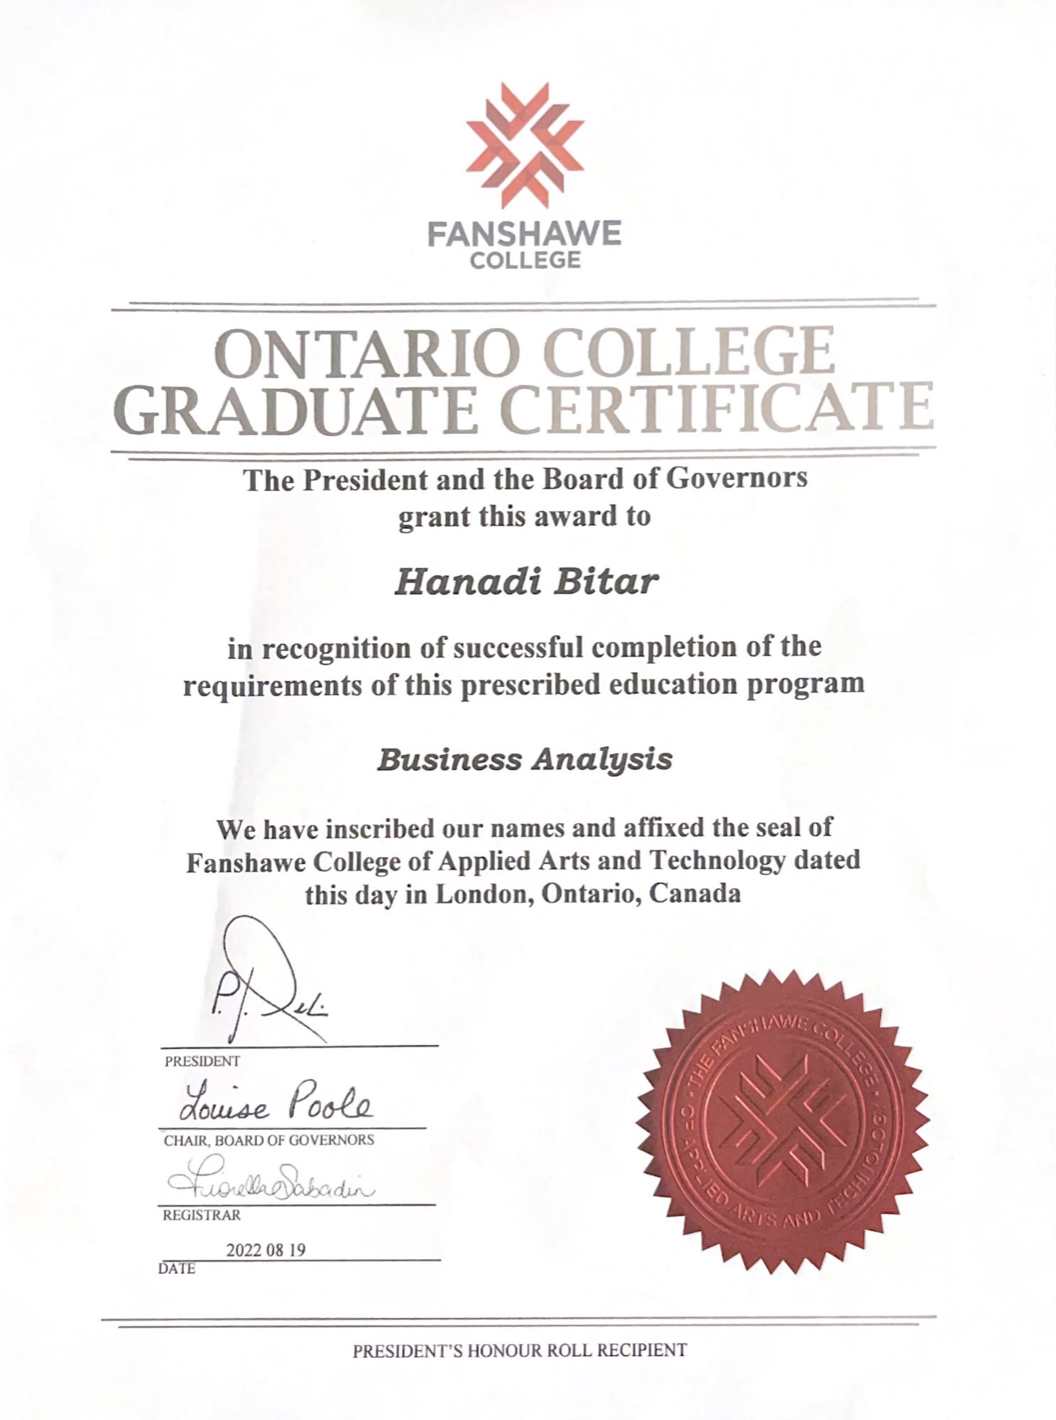 FANSHAWE
COLLEGE
ONTARIO COLLEGE
GRADUATE CERTIFICATE
The President and the Board of Governors
grant this award to
Hanadi Bitar
in recognition of successful completion of the
requirements of this prescribed education program
Business Analysis
We have inscribed our names and affixed the seal of
Fanshawe College of Applied Arts and Technology dated
this day in London, Ontario, Canada
PRESIDENT
Louise Poole
CHAIR, BOARD OF GOVERNORS
Fiorella Sabadin
REGISTRAR
2022 08 19
DATE
THE FANSHAWE COLLEGE • OF APPLIED ARTS AND TECHNOLOGY •
PRESIDENT'S HONOUR ROLL RECIPIENT